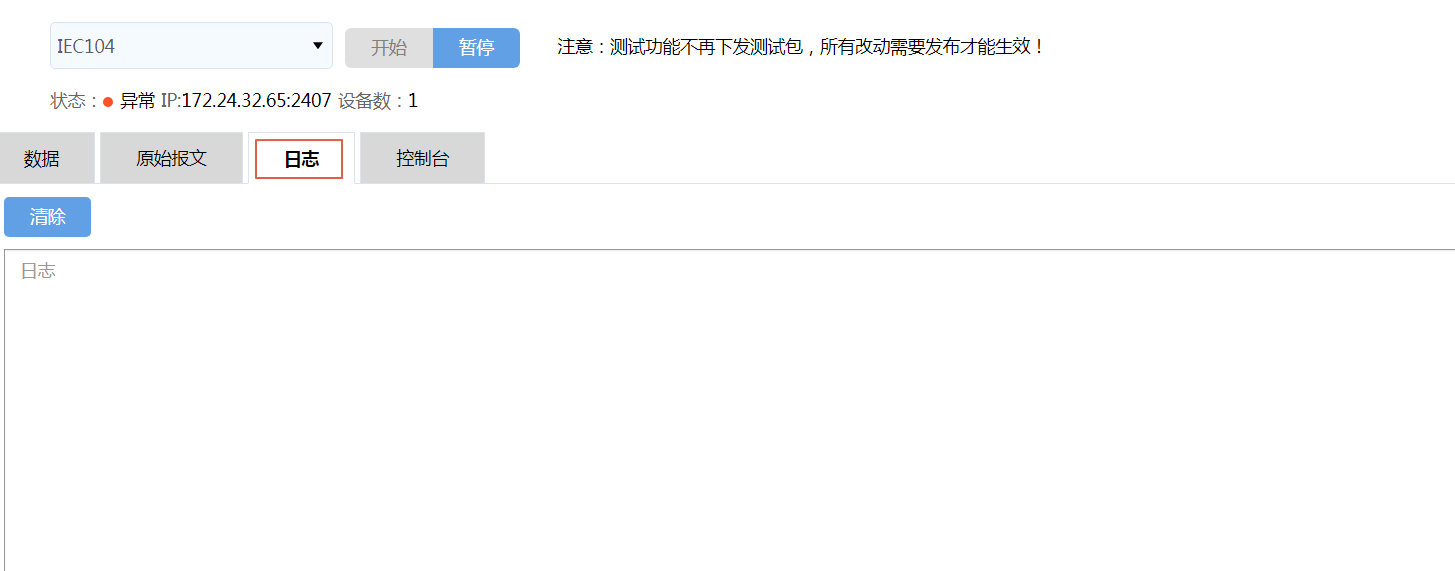 IEC104 开始 暂停 注意：测试功能不再下发测试包，所有改动需要发布才能生效！
状态： 异常 IP:172.24.32.65:2407 设备数：1
数据 原始报文 日志 控制台
清除
日志